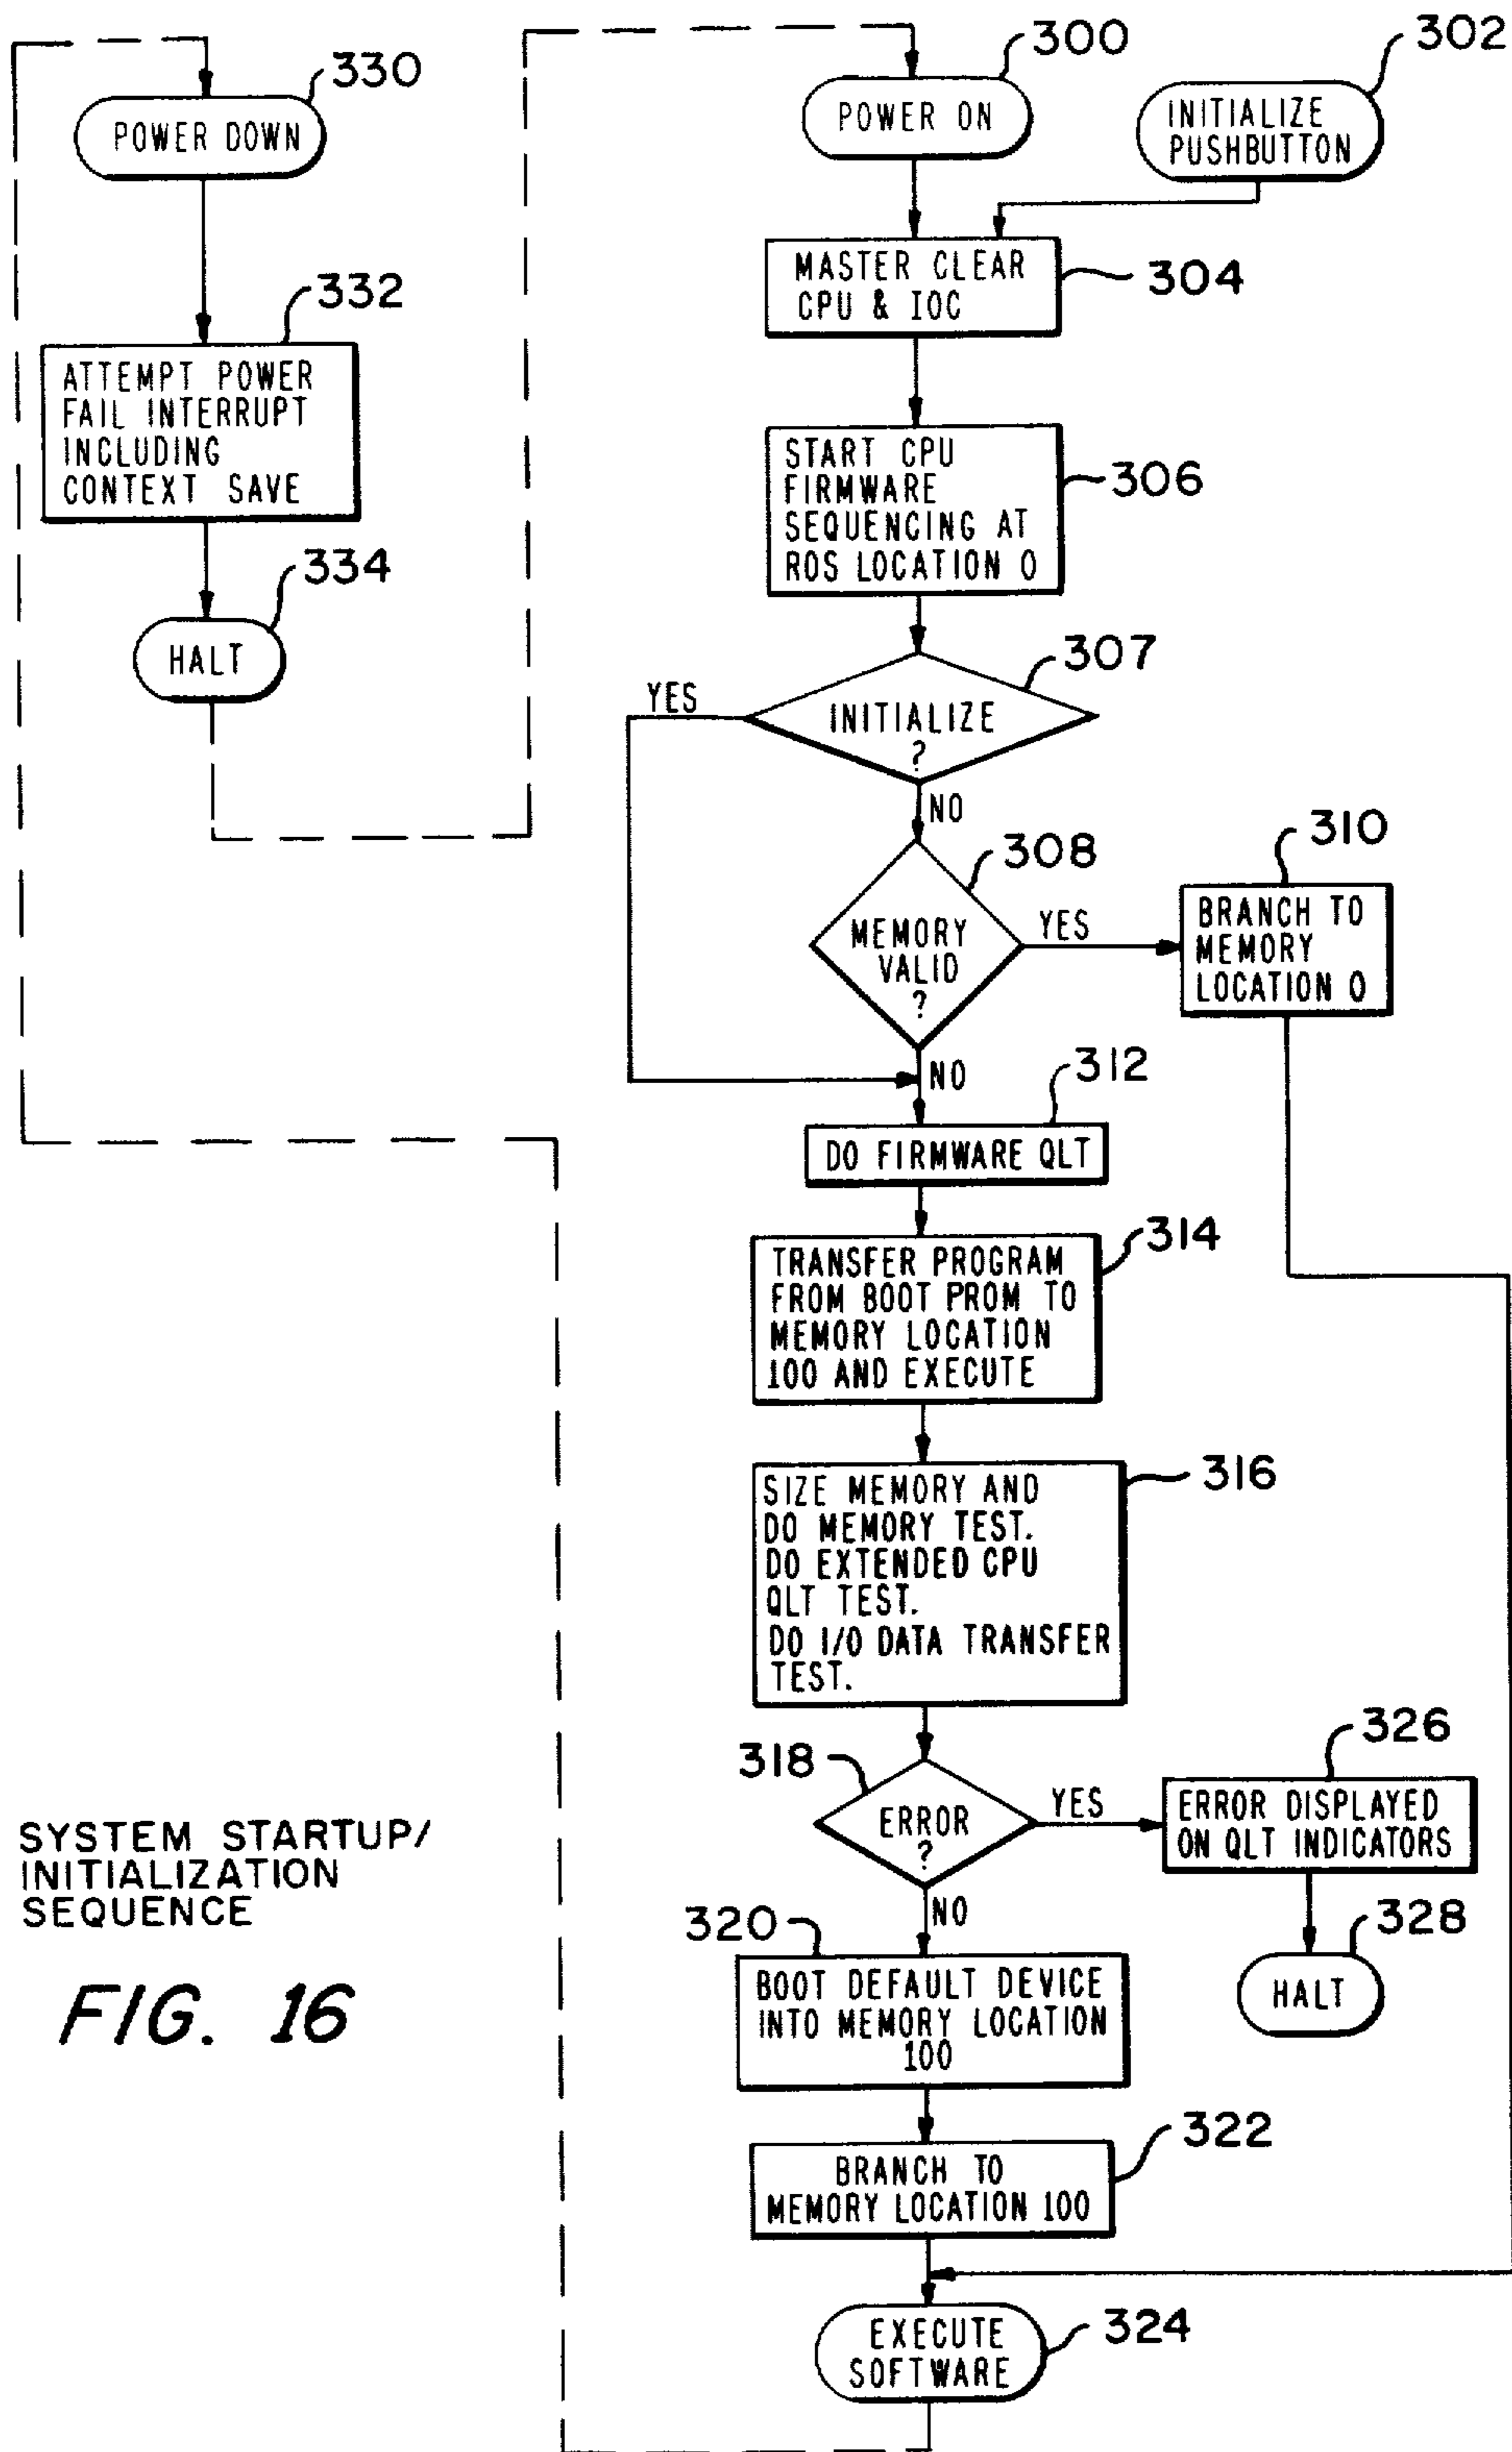 330
POWER DOWN
332
ATTEMPT POWER
FAIL INTERRUPT
INCLUDING
CONTEXT SAVE
334
HALT
300
POWER ON
302
INITIALIZE
PUSHBUTTON
MASTER CLEAR
CPU & IOC
304
START CPU
FIRMWARE
SEQUENCING AT
ROS LOCATION 0
306
307
INITIALIZE
?
YES
NO
308
MEMORY
VALID
?
YES
310
BRANCH TO
MEMORY
LOCATION 0
NO
312
DO FIRMWARE QLT
314
TRANSFER PROGRAM
FROM BOOT PROM TO
MEMORY LOCATION
100 AND EXECUTE
316
SIZE MEMORY AND
DO MEMORY TEST.
DO EXTENDED CPU
QLT TEST.
DO I/O DATA TRANSFER
TEST.
318
ERROR
?
YES
326
ERROR DISPLAYED
ON QLT INDICATORS
328
HALT
NO
320
BOOT DEFAULT DEVICE
INTO MEMORY LOCATION
100
322
BRANCH TO
MEMORY LOCATION 100
EXECUTE
SOFTWARE
324
SYSTEM STARTUP/
INITIALIZATION
SEQUENCE
FIG. 16